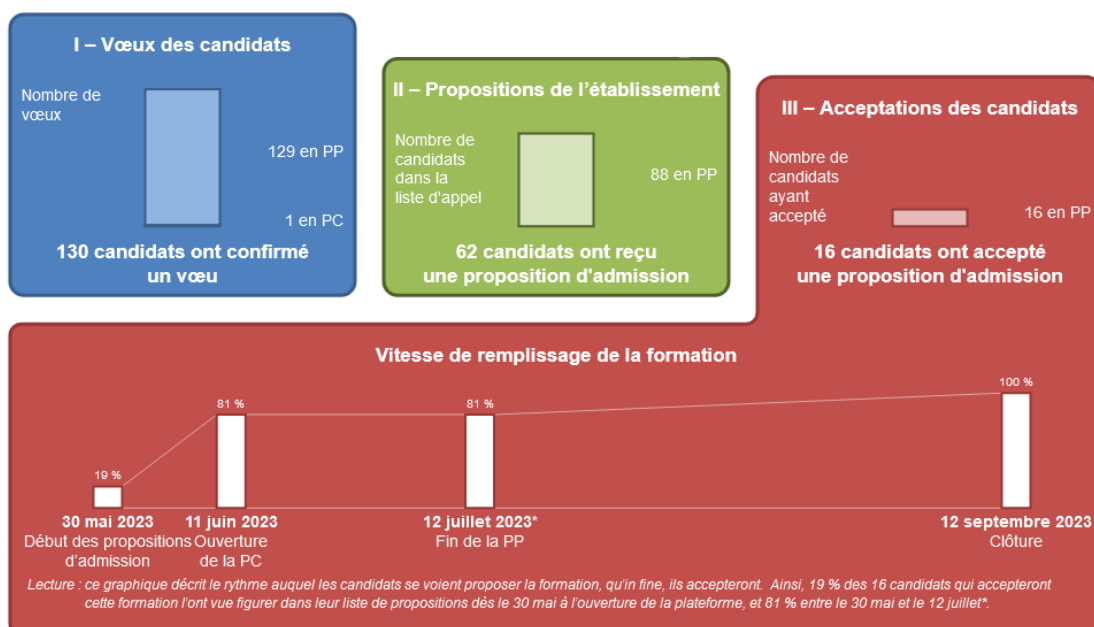 I – Vœux des candidats
Nombre de
vœux
129 en PP
1 en PC
130 candidats ont confirmé
un vœu
II – Propositions de l'établissement
Nombre de
candidats
dans la
liste d'appel
88 en PP
62 candidats ont reçu
une proposition d'admission
III – Acceptations des candidats
Nombre de
candidats
ayant
accepté
16 en PP
16 candidats ont accepté
une proposition d'admission
Vitesse de remplissage de la formation
19 %
81 %
81 %
100 %
30 mai 2023
Début des propositions
d'admission
11 juin 2023
Ouverture
de la PC
12 juillet 2023*
Fin de la PP
12 septembre 2023
Clôture
Lecture : ce graphique décrit le rythme auquel les candidats se voient proposer la formation, qu'in fine, ils accepteront. Ainsi, 19 % des 16 candidats qui accepteront
cette formation l'ont vue figurer dans leur liste de propositions dès le 30 mai à l'ouverture de la plateforme, et 81 % entre le 30 mai et le 12 juillet*.